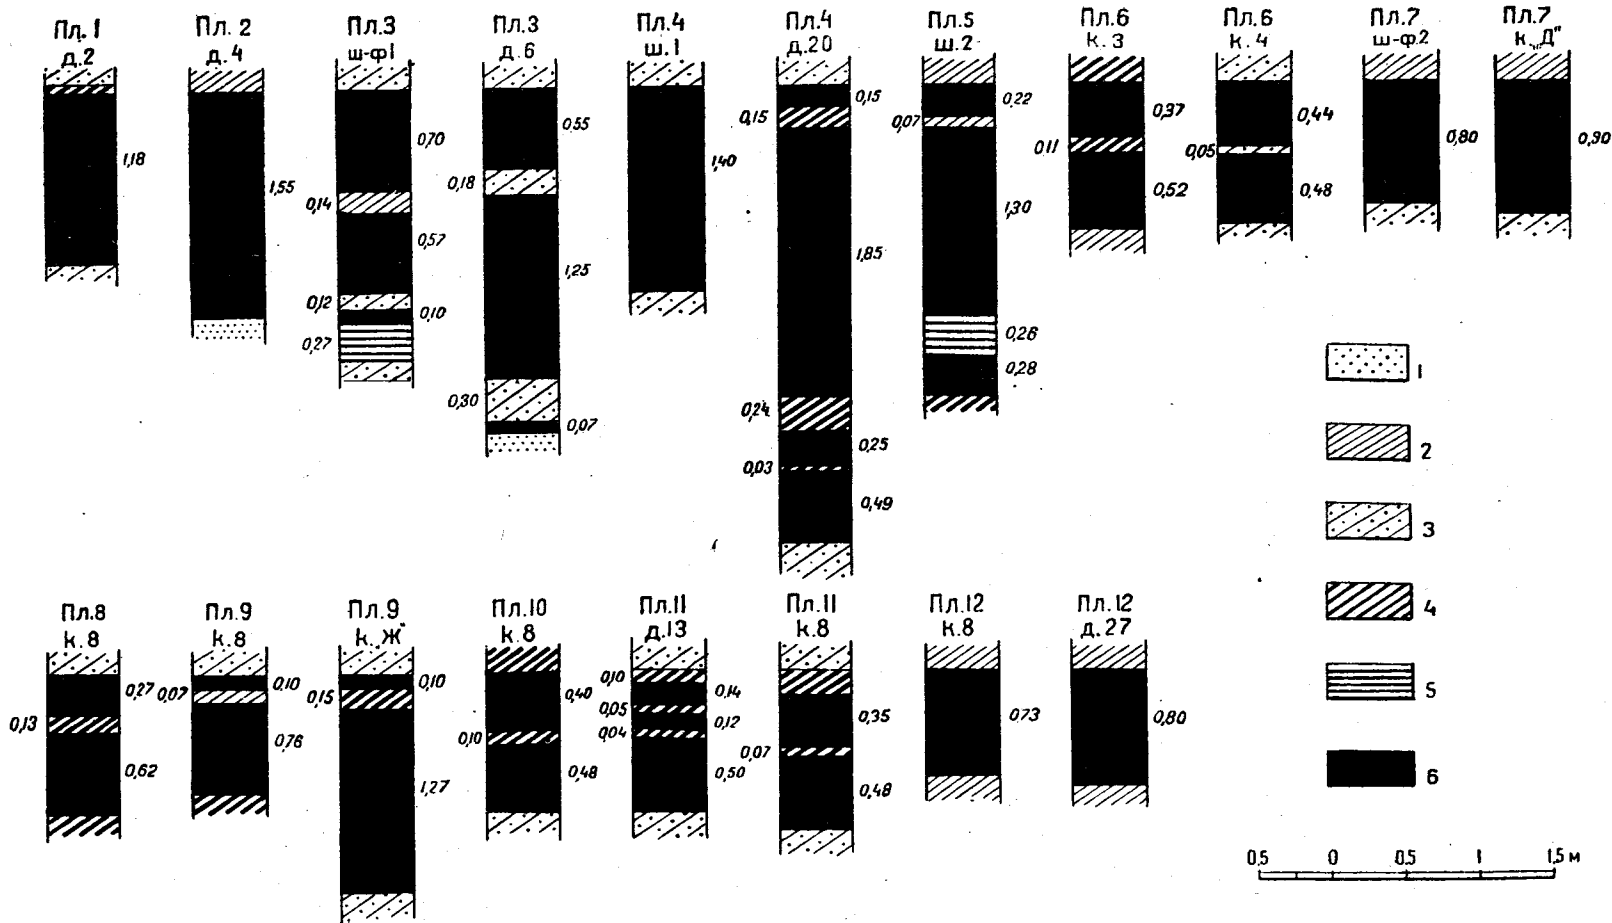 Пл. 1
д.2
1,18
Пл. 2
д.4
1,55
Пл.3
ш-ф1
0,70
0,14
0,57
0,12
0,10
0,27
Пл.3
д.6
0,55
0,18
1,25
0,30
0,07
Пл.4
ш.1
1,40
Пл.4
д.20
0,15
0,15
1,85
0,24
0,25
0,03
0,49
Пл.5
ш.2
0,22
0,07
1,30
0,26
0,28
Пл.6
к.3
0,37
0,11
0,52
Пл.6
к.4
0,44
0,05
0,48
Пл.7
ш-ф.2
0,80
Пл.7
к.„Д"
0,90
1
2
3
4
5
6
Пл.8
к.8
0,27
0,13
0,62
Пл.9
к.8
0,10
0,07
0,76
Пл.9
к.„Ж"
0,10
0,15
1,27
Пл.10
к.8
0,40
0,10
0,48
Пл.11
д.13
0,10
0,14
0,05
0,12
0,04
0,50
Пл.11
к.8
0,35
0,07
0,48
Пл.12
к.8
0,73
Пл.12
д.27
0,80
0,5 0 0,5 1 1,5 м